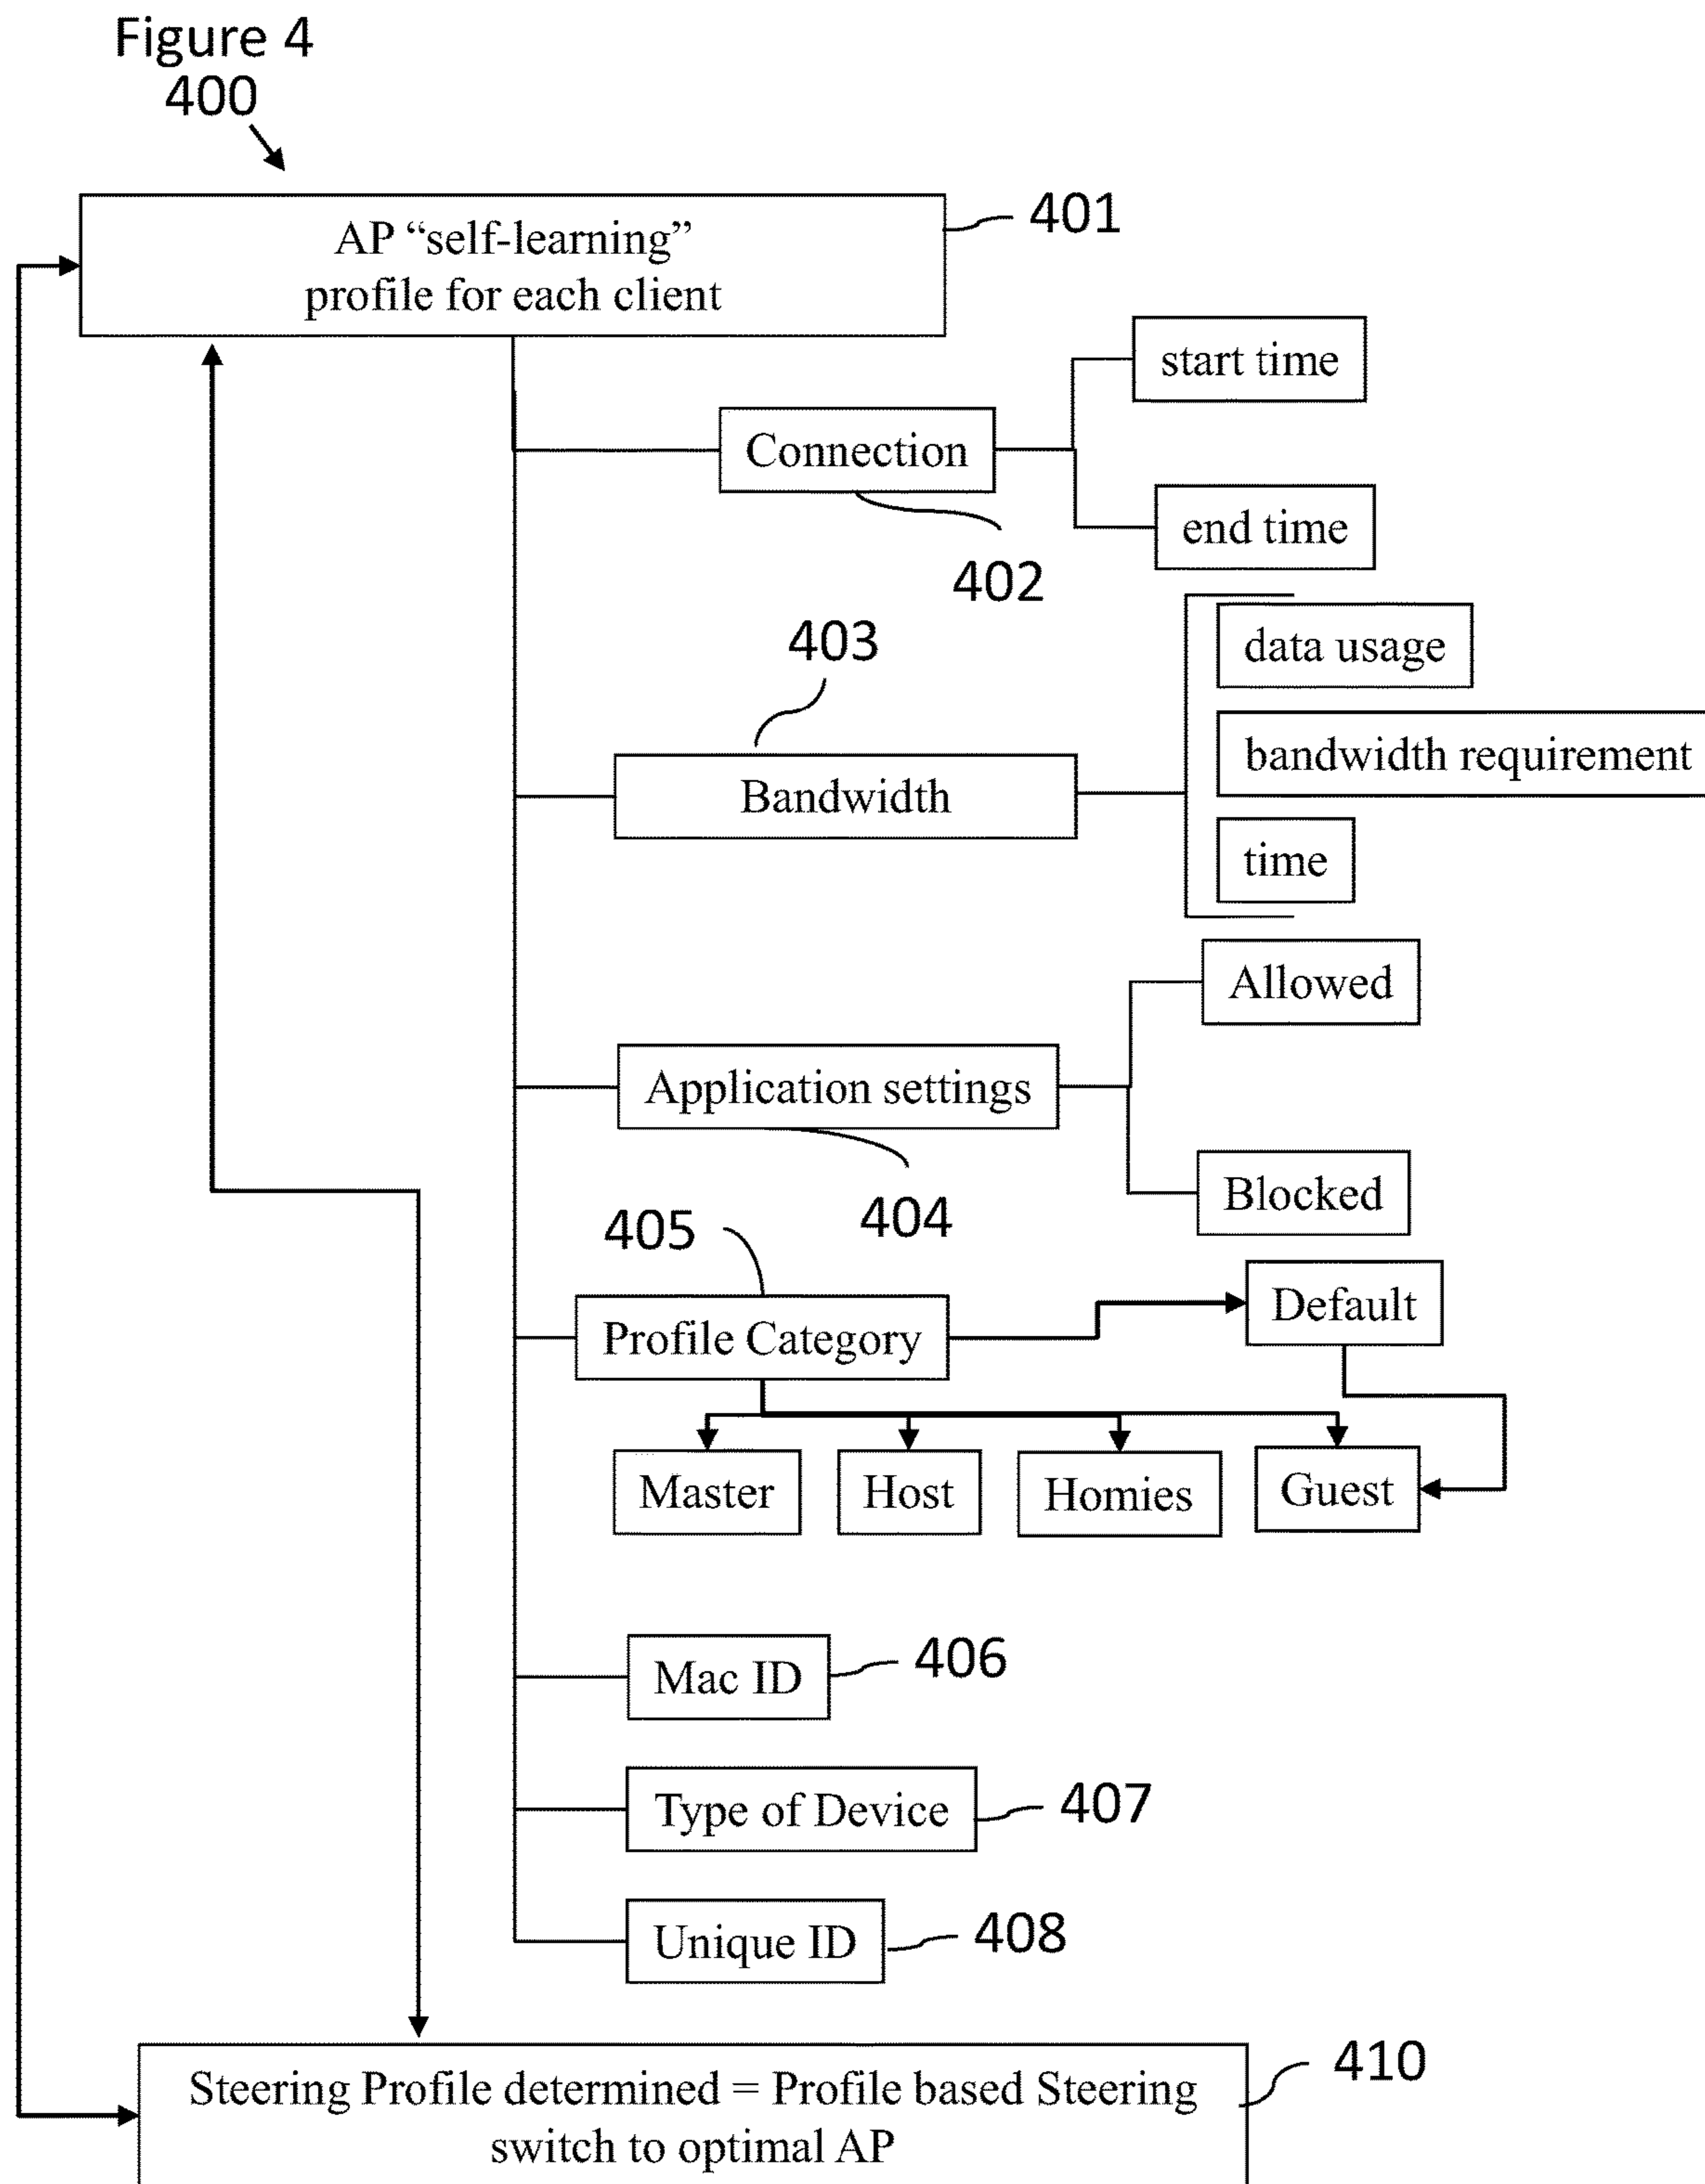 Figure 4
400
AP “self-learning”
profile for each client
401
start time
Connection
end time
402
403
data usage
bandwidth requirement
Bandwidth
time
Allowed
Application settings
Blocked
404
405
Default
Profile Category
Master
Host
Homies
Guest
Mac ID
406
Type of Device
407
Unique ID
408
410
Steering Profile determined = Profile based Steering
switch to optimal AP